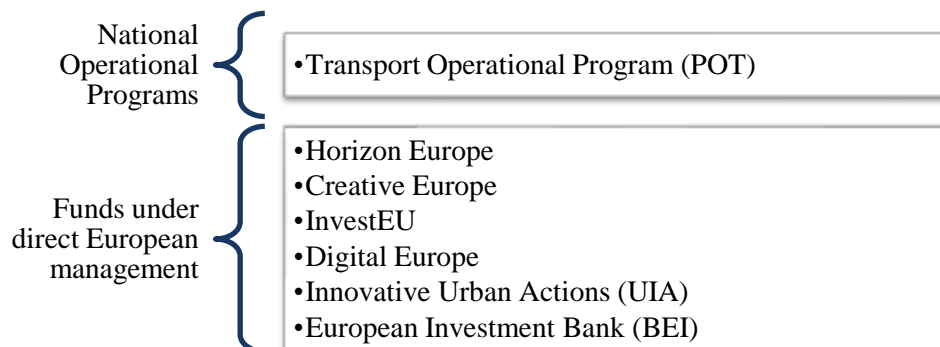 National
Operational
Programs
•Transport Operational Program (POT)
Funds under
direct European
management
•Horizon Europe
•Creative Europe
•InvestEU
•Digital Europe
•Innovative Urban Actions (UIA)
•European Investment Bank (BEI)